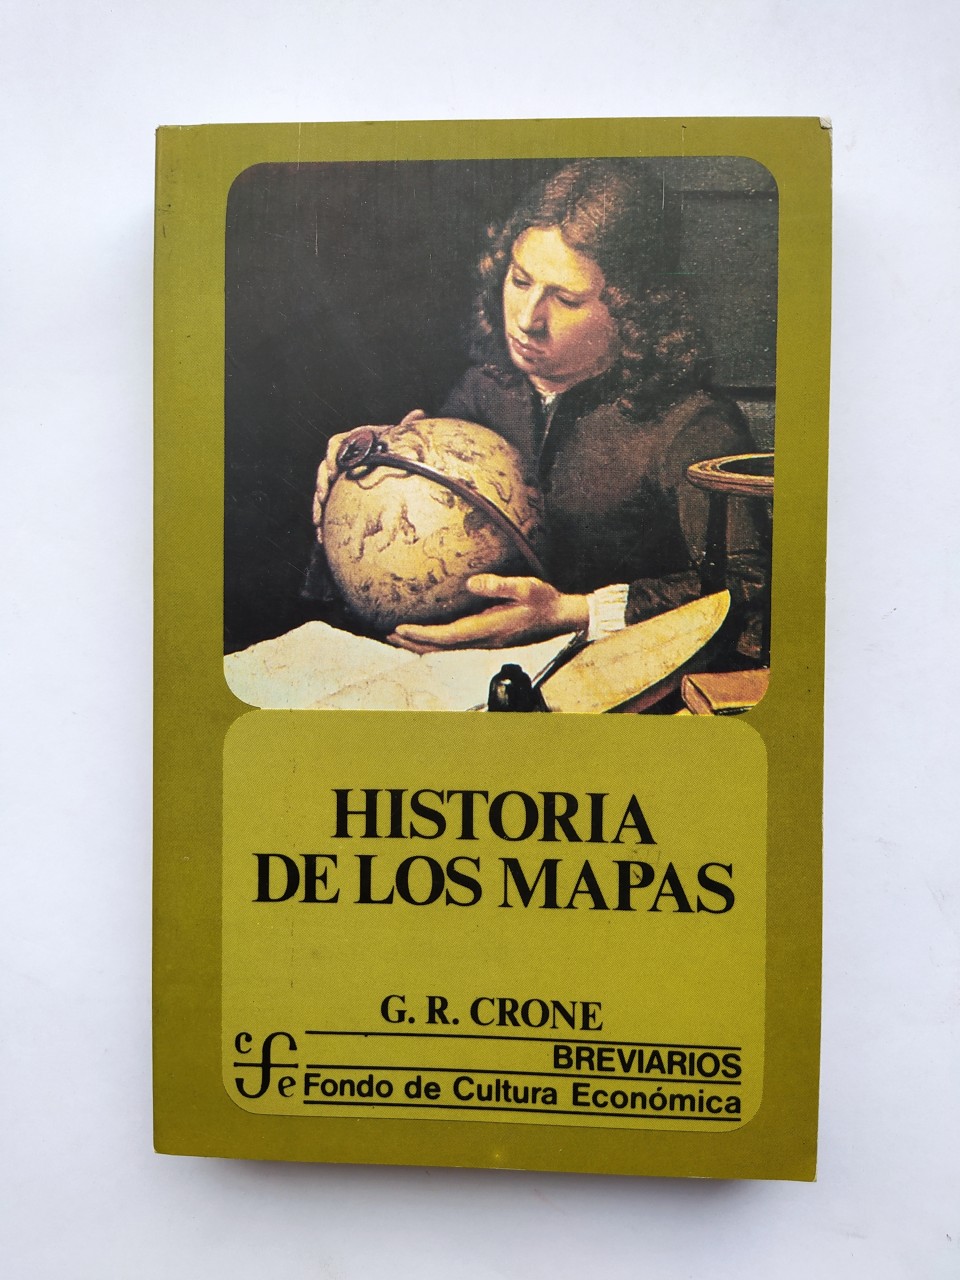 HISTORIA
DE LOS MAPAS
G. R. CRONE
BREVIARIOS
cfe
Fondo de Cultura Económica